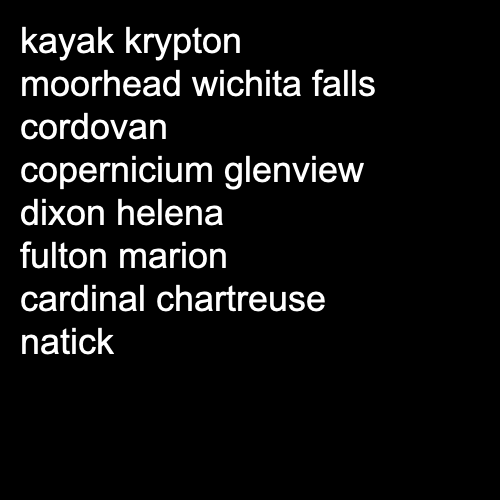 kayak krypton
moorhead wichita falls
cordovan
copernicium glenview
dixon helena
fulton marion
cardinal chartreuse
natick